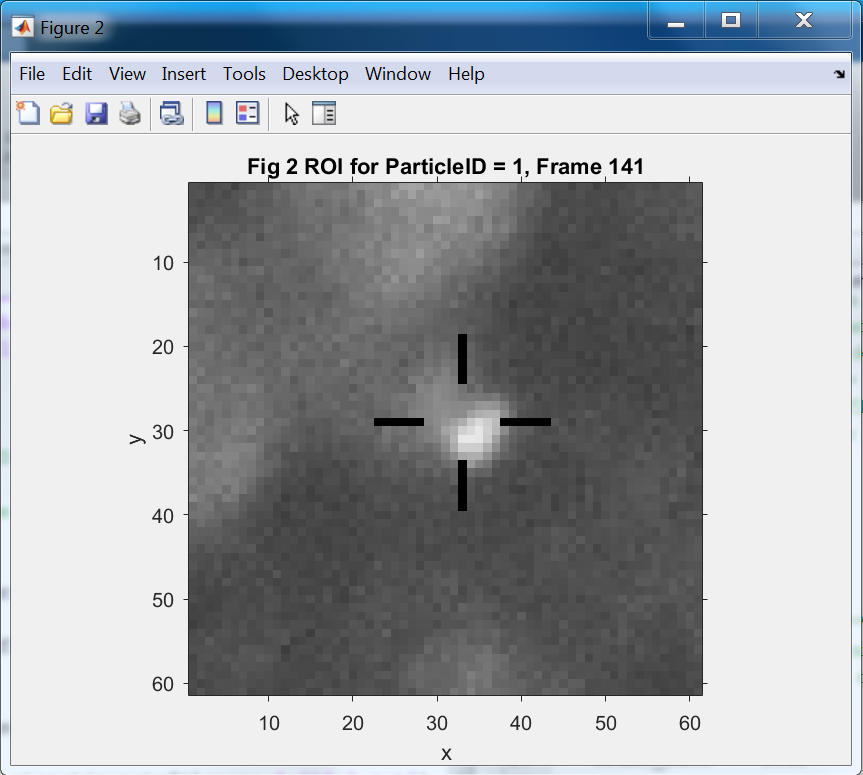 Figure 2
File Edit View Insert Tools Desktop Window Help
Fig 2 ROI for ParticleID = 1, Frame 141
10
20
30
40
50
60
y
10 20 30 40 50 60
x